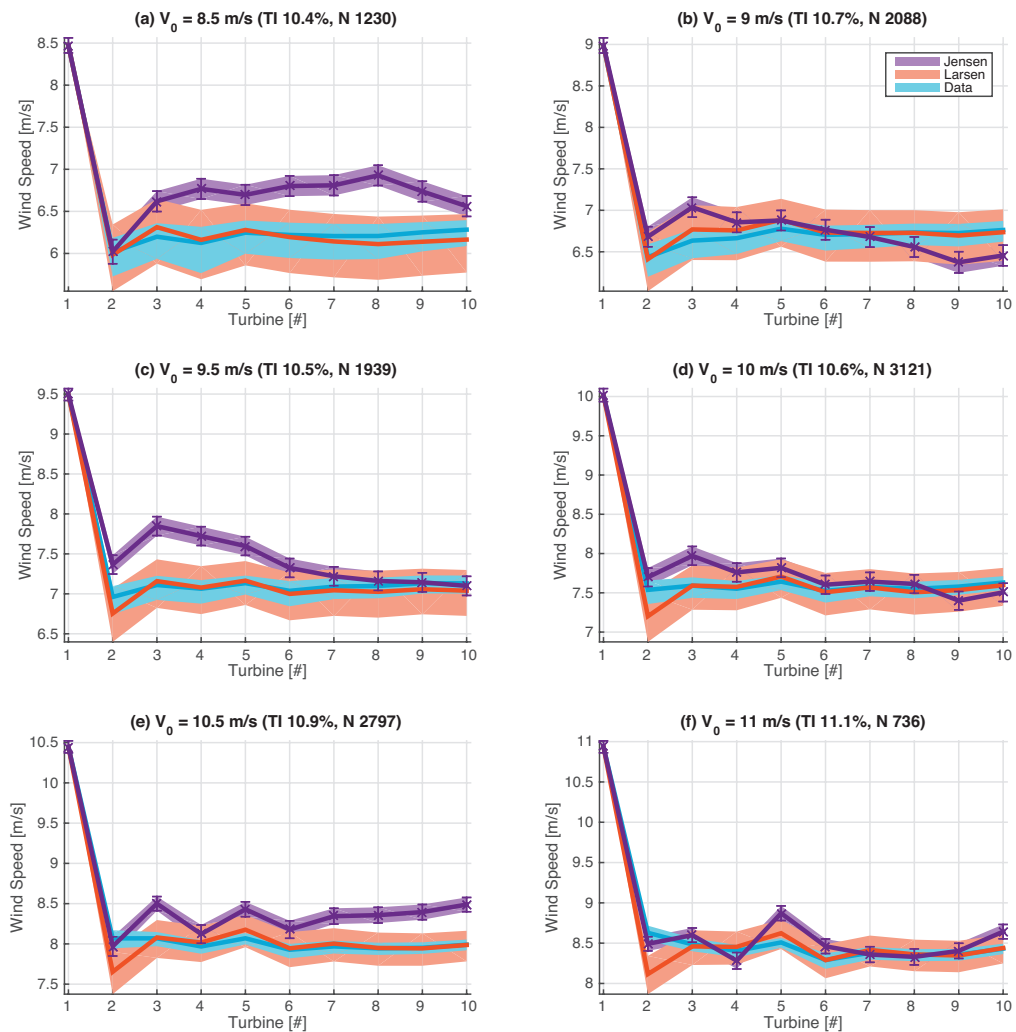 (a) V0 = 8.5 m/s (TI 10.4%, N 1230)
Wind Speed [m/s]
8.5
8
7.5
7
6.5
6
1 2 3 4 5 6 7 8 9 10
Turbine [#]
(b) V0 = 9 m/s (TI 10.7%, N 2088)
Wind Speed [m/s]
9
8.5
8
7.5
7
6.5
1 2 3 4 5 6 7 8 9 10
Turbine [#]
Jensen
Larsen
Data
(c) V0 = 9.5 m/s (TI 10.5%, N 1939)
Wind Speed [m/s]
9.5
9
8.5
8
7.5
7
6.5
1 2 3 4 5 6 7 8 9 10
Turbine [#]
(d) V0 = 10 m/s (TI 10.6%, N 3121)
Wind Speed [m/s]
10
9.5
9
8.5
8
7.5
7
1 2 3 4 5 6 7 8 9 10
Turbine [#]
(e) V0 = 10.5 m/s (TI 10.9%, N 2797)
Wind Speed [m/s]
10.5
10
9.5
9
8.5
8
7.5
1 2 3 4 5 6 7 8 9 10
Turbine [#]
(f) V0 = 11 m/s (TI 11.1%, N 736)
Wind Speed [m/s]
11
10.5
10
9.5
9
8.5
8
1 2 3 4 5 6 7 8 9 10
Turbine [#]